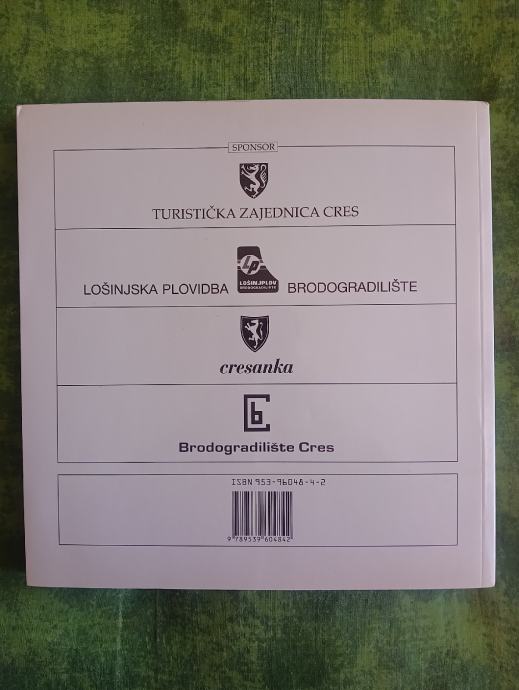 SPONSOR
TURISTIČKA ZAJEDNICA CRES
LOŠINJSKA PLOVIDBA
LP
LOŠINJPLOV
BRODOGRADILIŠTE
BRODOGRADILIŠTE
cresanka
Brodogradilište Cres
ISBN 953-96048-4-2
9 789539 604842